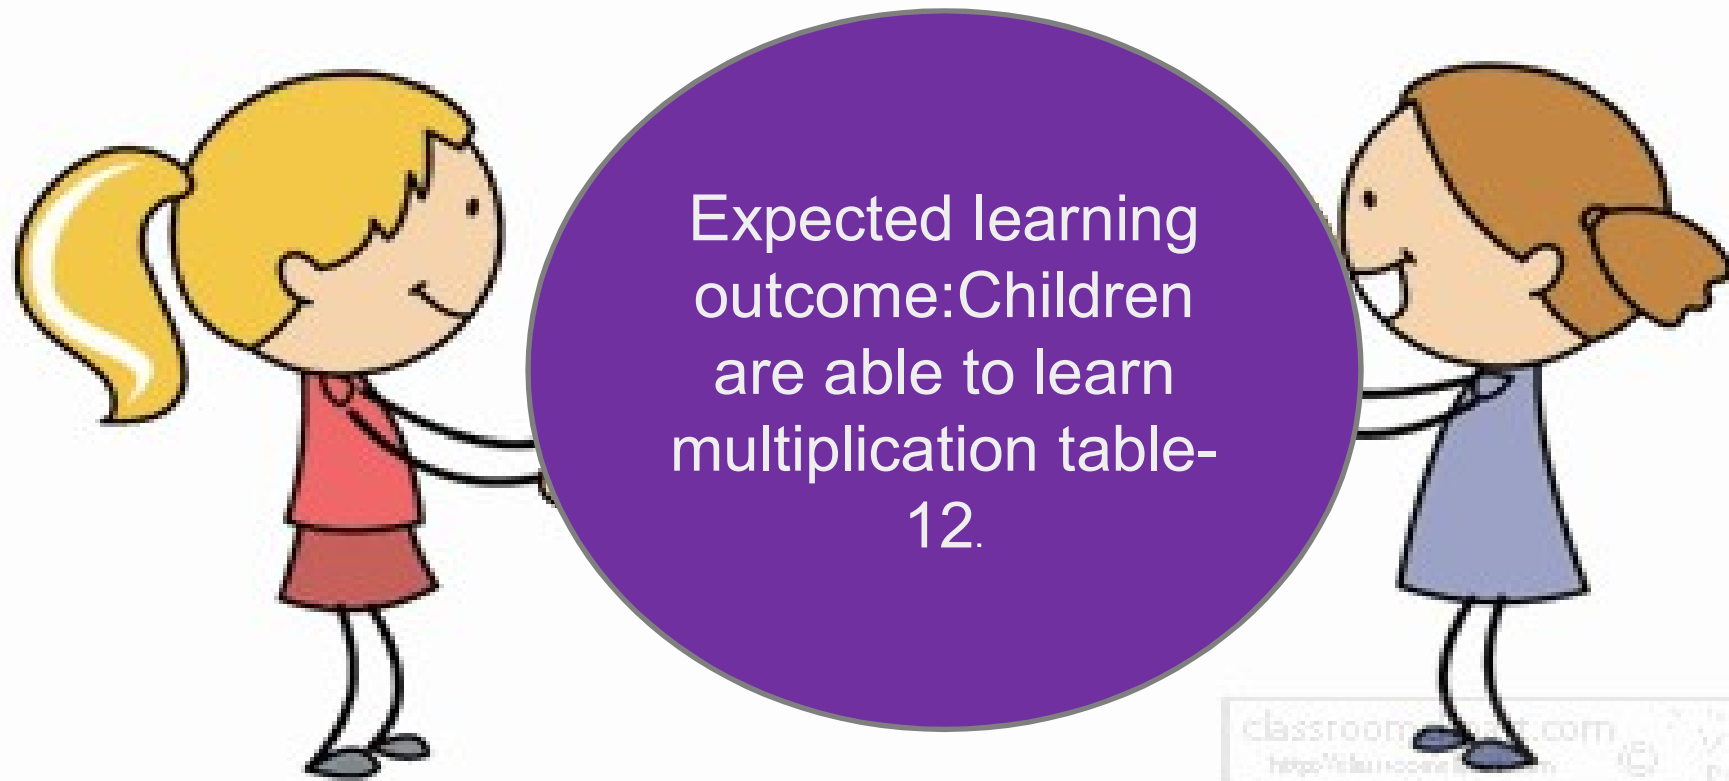 Expected learning
outcome:Children
are able to learn
multiplication table-
12.